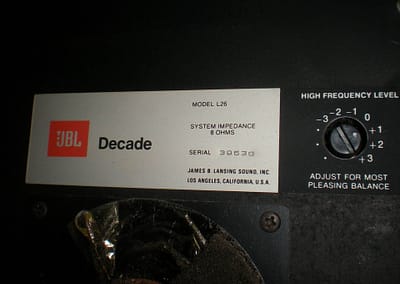 MODEL L26
SYSTEM IMPEDANCE
8 OHMS
JBL
Decade
SERIAL
JAMES B LANSING SOUND, INC.
LOS ANGELES, CALIFORNIA, U.S.A.
HIGH FREQUENCY LEVEL
-3 -2 -1 0 +1 +2 +3
ADJUST FOR MOST
PLEASING BALANCE